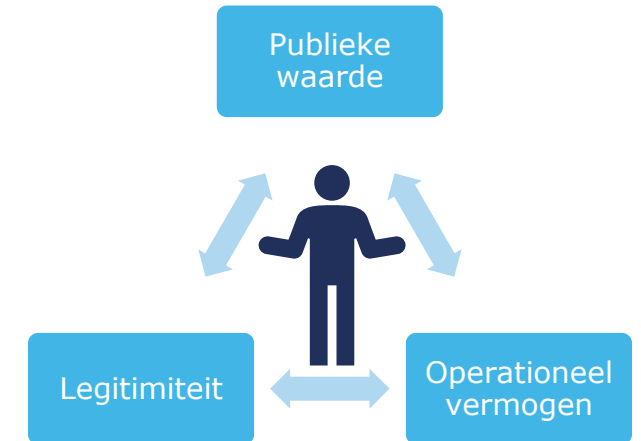 Publieke
waarde
Legitimiteit
Operationeel
vermogen